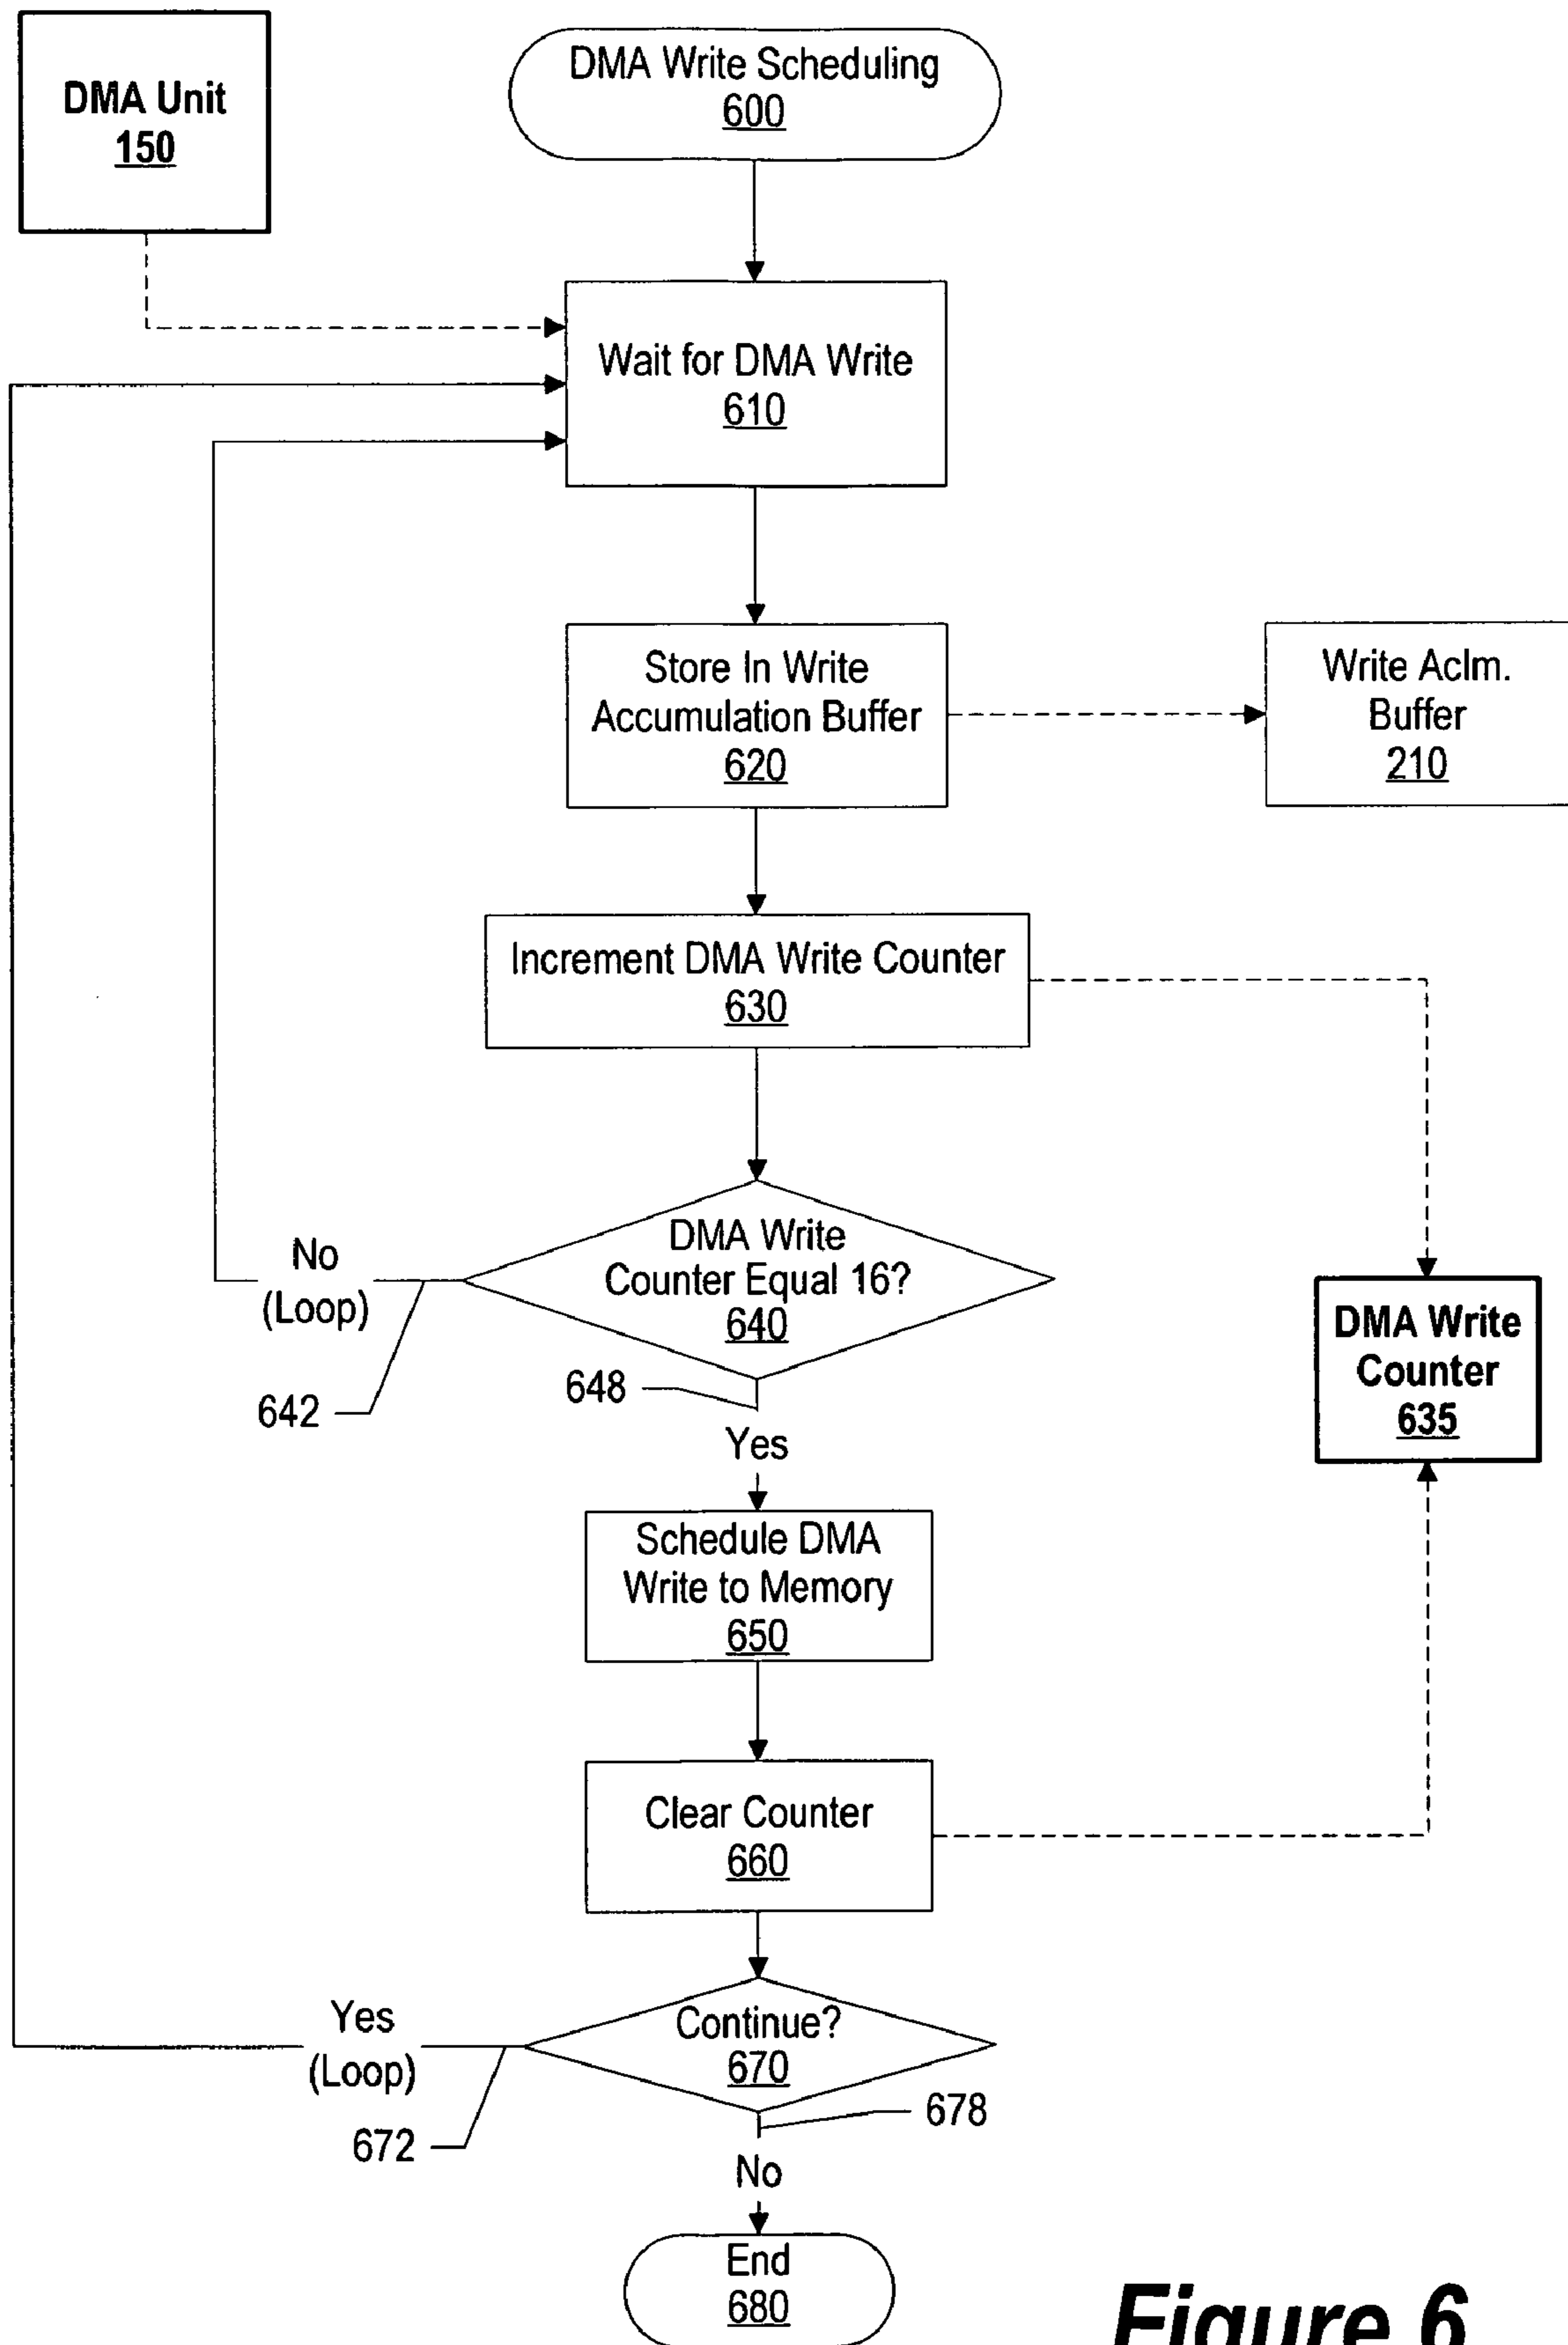 DMA Unit
150
DMA Write Scheduling
600
Wait for DMA Write
610
Store In Write
Accumulation Buffer
620
Write Aclm.
Buffer
210
Increment DMA Write Counter
630
DMA Write
Counter Equal 16?
640
No
(Loop)
642
648
Yes
DMA Write
Counter
635
Schedule DMA
Write to Memory
650
Clear Counter
660
Continue?
670
Yes
(Loop)
672
678
No
End
680
Figure 6